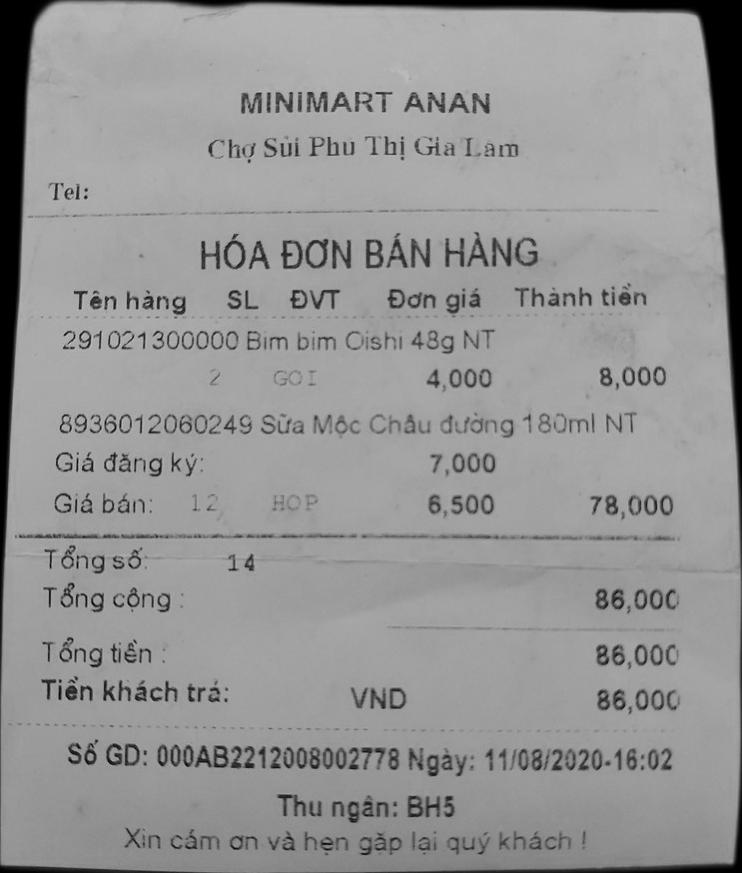 MINIMART ANAN
Chợ Sủi Phú Thị Gia Lâm
Tel:
HÓA ĐƠN BÁN HÀNG
Tên hàng SL ĐVT Đơn giá Thành tiền
291021300000 Bim bim Oishi 48g NT
2 GOI 4,000 8,000
8936012060249 Sữa Mộc Châu đường 180ml NT
Giá đăng ký: 7,000
Giá bán: 12 HOP 6,500 78,000
Tổng số: 14
Tổng cộng : 86,000
Tổng tiền : 86,000
Tiền khách trả: VND 86,000
Số GD: 000AB2212008002778 Ngày: 11/08/2020-16:02
Thu ngân: BH5
Xin cám ơn và hẹn gặp lại quý khách !